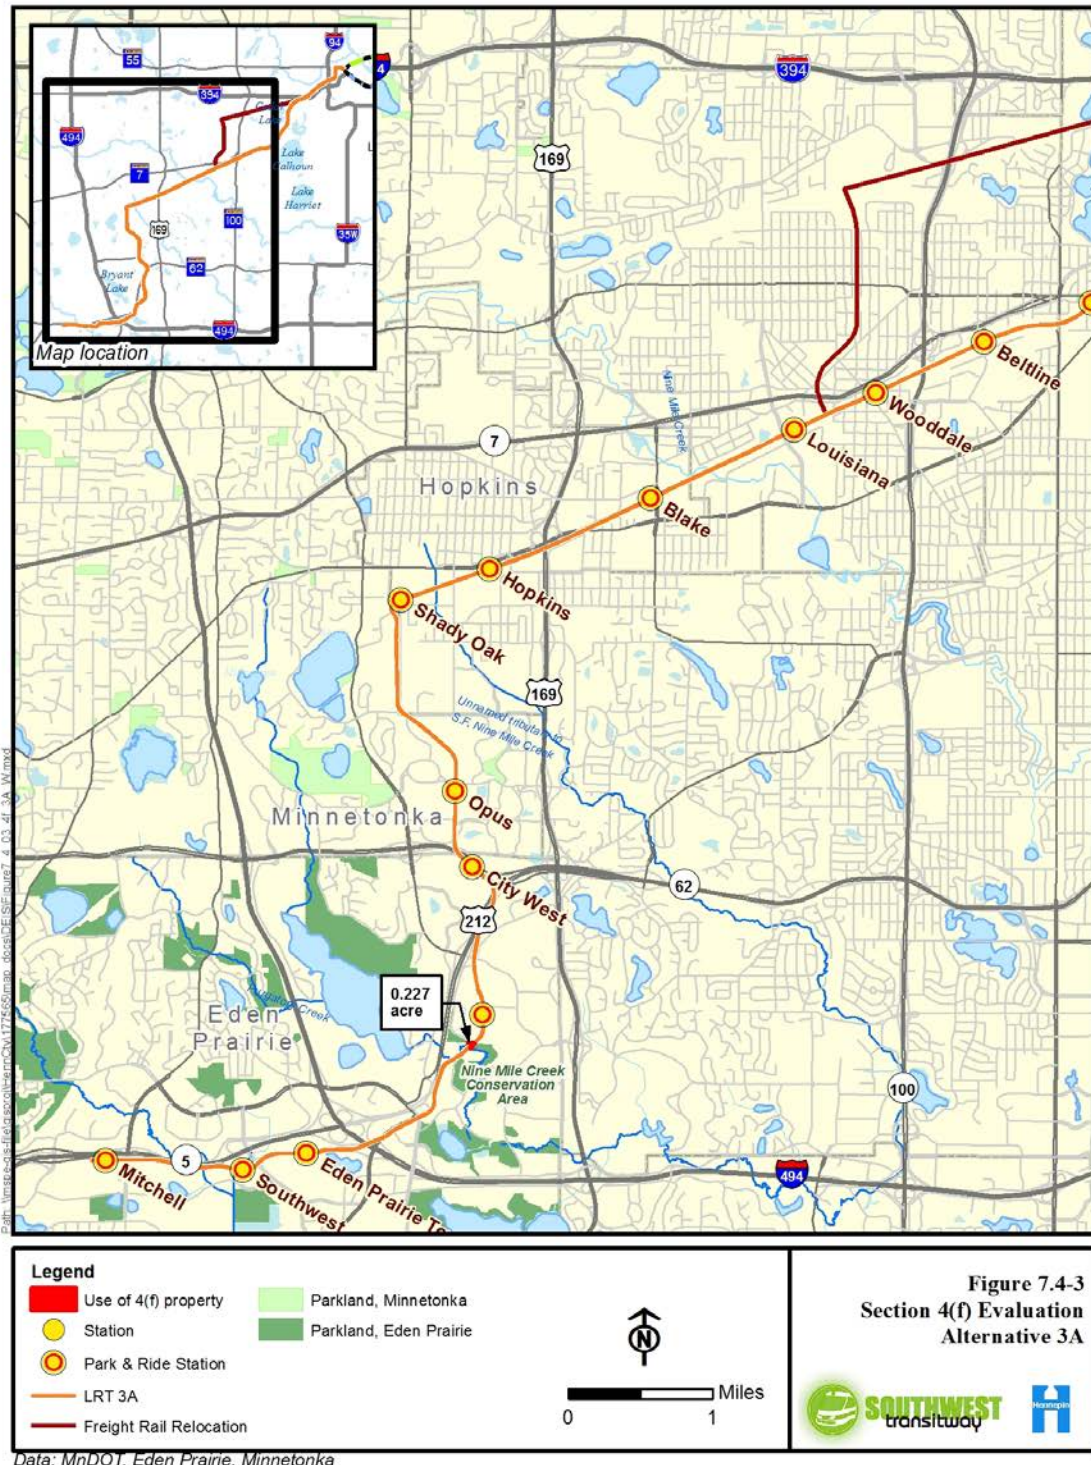 94
55
4
394
Lake
494
Lake
Calhoun
7
Lake
Harriet
100
169
35W
62
Bryant
Lake
494
Map location
394
169
Beltline
Wooddale
Nine Mile Creek
Louisiana
7
Hopkins
Blake
Hopkins
Shady Oak
169
Unnamed tributary to
S.F. Nine Mile Creek
Opus
Minnetonka
City West
62
212
0.227
acre
Eden
Prairie
Nine Mile Creek
Conservation
Area
100
5
Mitchell
Southwest
Eden Prairie To
494
Legend
Use of 4(f) property
Station
Park & Ride Station
LRT 3A
Freight Rail Relocation
Parkland, Minnetonka
Parkland, Eden Prairie
N
Miles
0 1
Figure 7.4-3
Section 4(f) Evaluation
Alternative 3A
SOUTHWEST
transitway
Hennepin
Data: MnDOT, Eden Prairie, Minnetonka